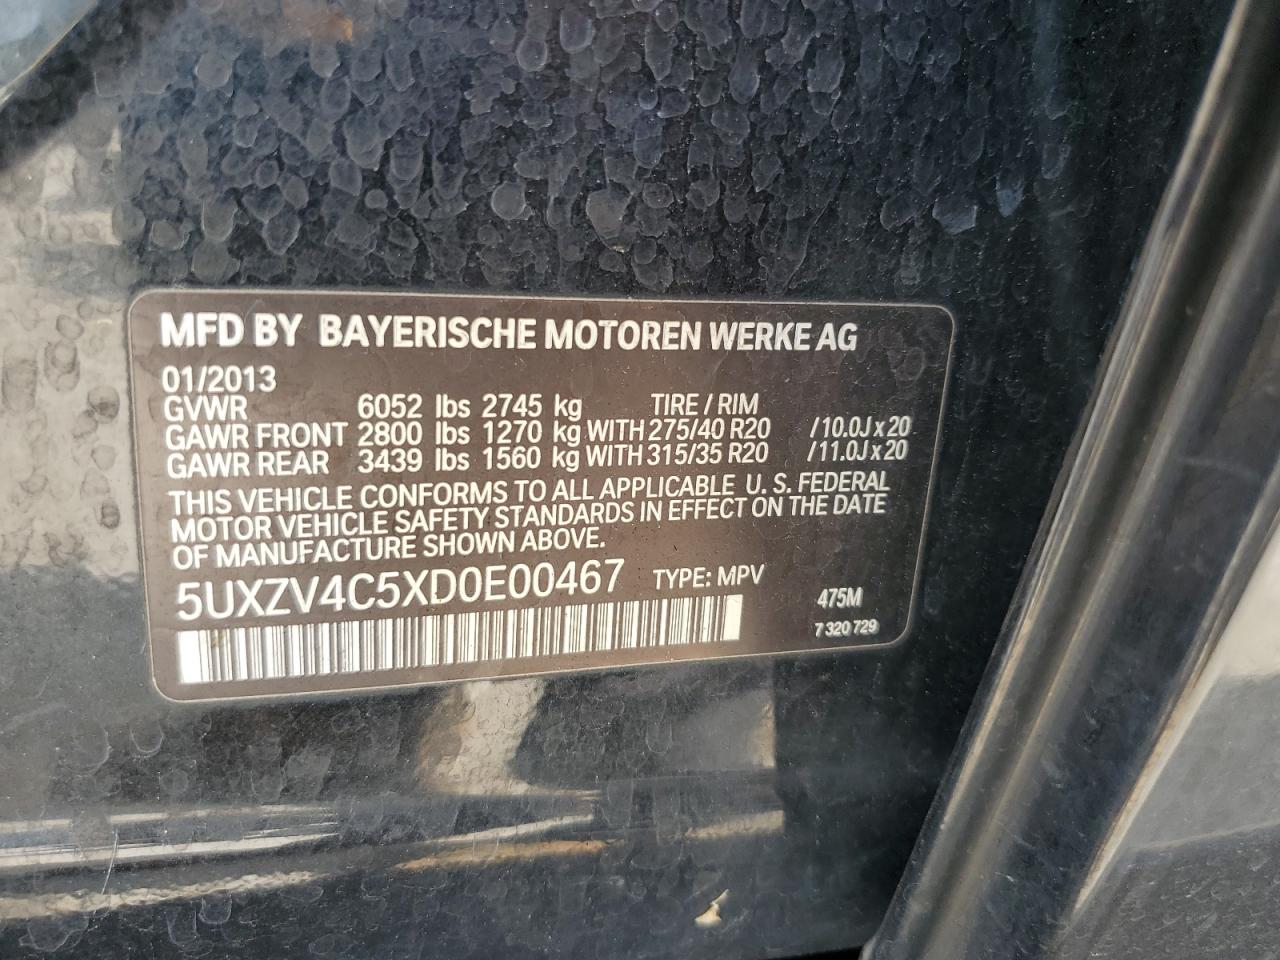 MFD BY BAYERISCHE MOTOREN WERKE AG
01/2013
GVWR 6052 lbs 2745 kg TIRE / RIM
GAWR FRONT 2800 lbs 1270 kg WITH 275/40 R20 / 10.0J x 20
GAWR REAR 3439 lbs 1560 kg WITH 315/35 R20 / 11.0J x 20
THIS VEHICLE CONFORMS TO ALL APPLICABLE U. S. FEDERAL
MOTOR VEHICLE SAFETY STANDARDS IN EFFECT ON THE DATE
OF MANUFACTURE SHOWN ABOVE.
5UXZV4C5XD0E00467 TYPE: MPV
475M
7 320 729